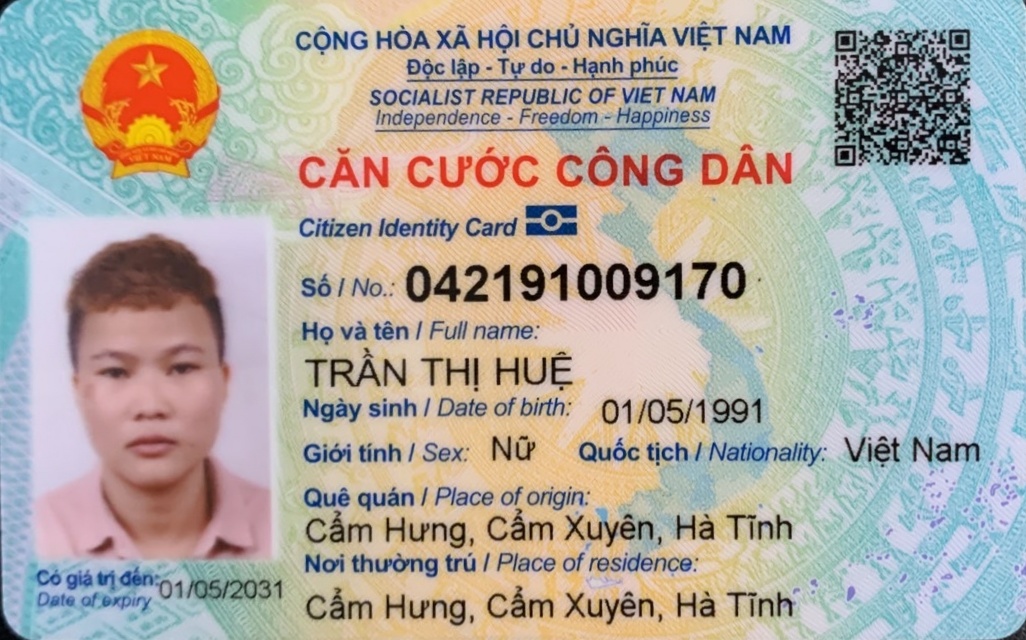 CỘNG HÒA XÃ HỘI CHỦ NGHĨA VIỆT NAM
Độc lập - Tự do - Hạnh phúc
SOCIALIST REPUBLIC OF VIET NAM
Independence - Freedom - Happiness
CĂN CƯỚC CÔNG DÂN
Citizen Identity Card
Số / No.: 042191009170
Họ và tên / Full name:
TRẦN THỊ HUỆ
Ngày sinh / Date of birth: 01/05/1991
Giới tính / Sex: Nữ Quốc tịch / Nationality: Việt Nam
Quê quán / Place of origin:
Cẩm Hưng, Cẩm Xuyên, Hà Tĩnh
Nơi thường trú / Place of residence:
Cẩm Hưng, Cẩm Xuyên, Hà Tĩnh
Có giá trị đến: 01/05/2031
Date of expiry
VIỆT NAM